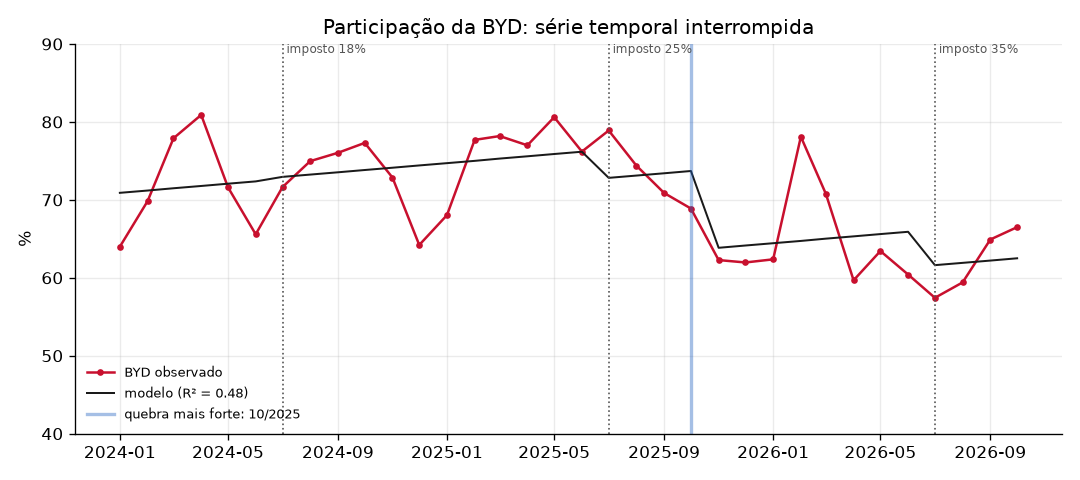 Participação da BYD: série temporal interrompida
90
80
70
60
50
40
%
imposto 18%
imposto 25%
imposto 35%
BYD observado
modelo (R² = 0.48)
quebra mais forte: 10/2025
2024-01
2024-05
2024-09
2025-01
2025-05
2025-09
2026-01
2026-05
2026-09